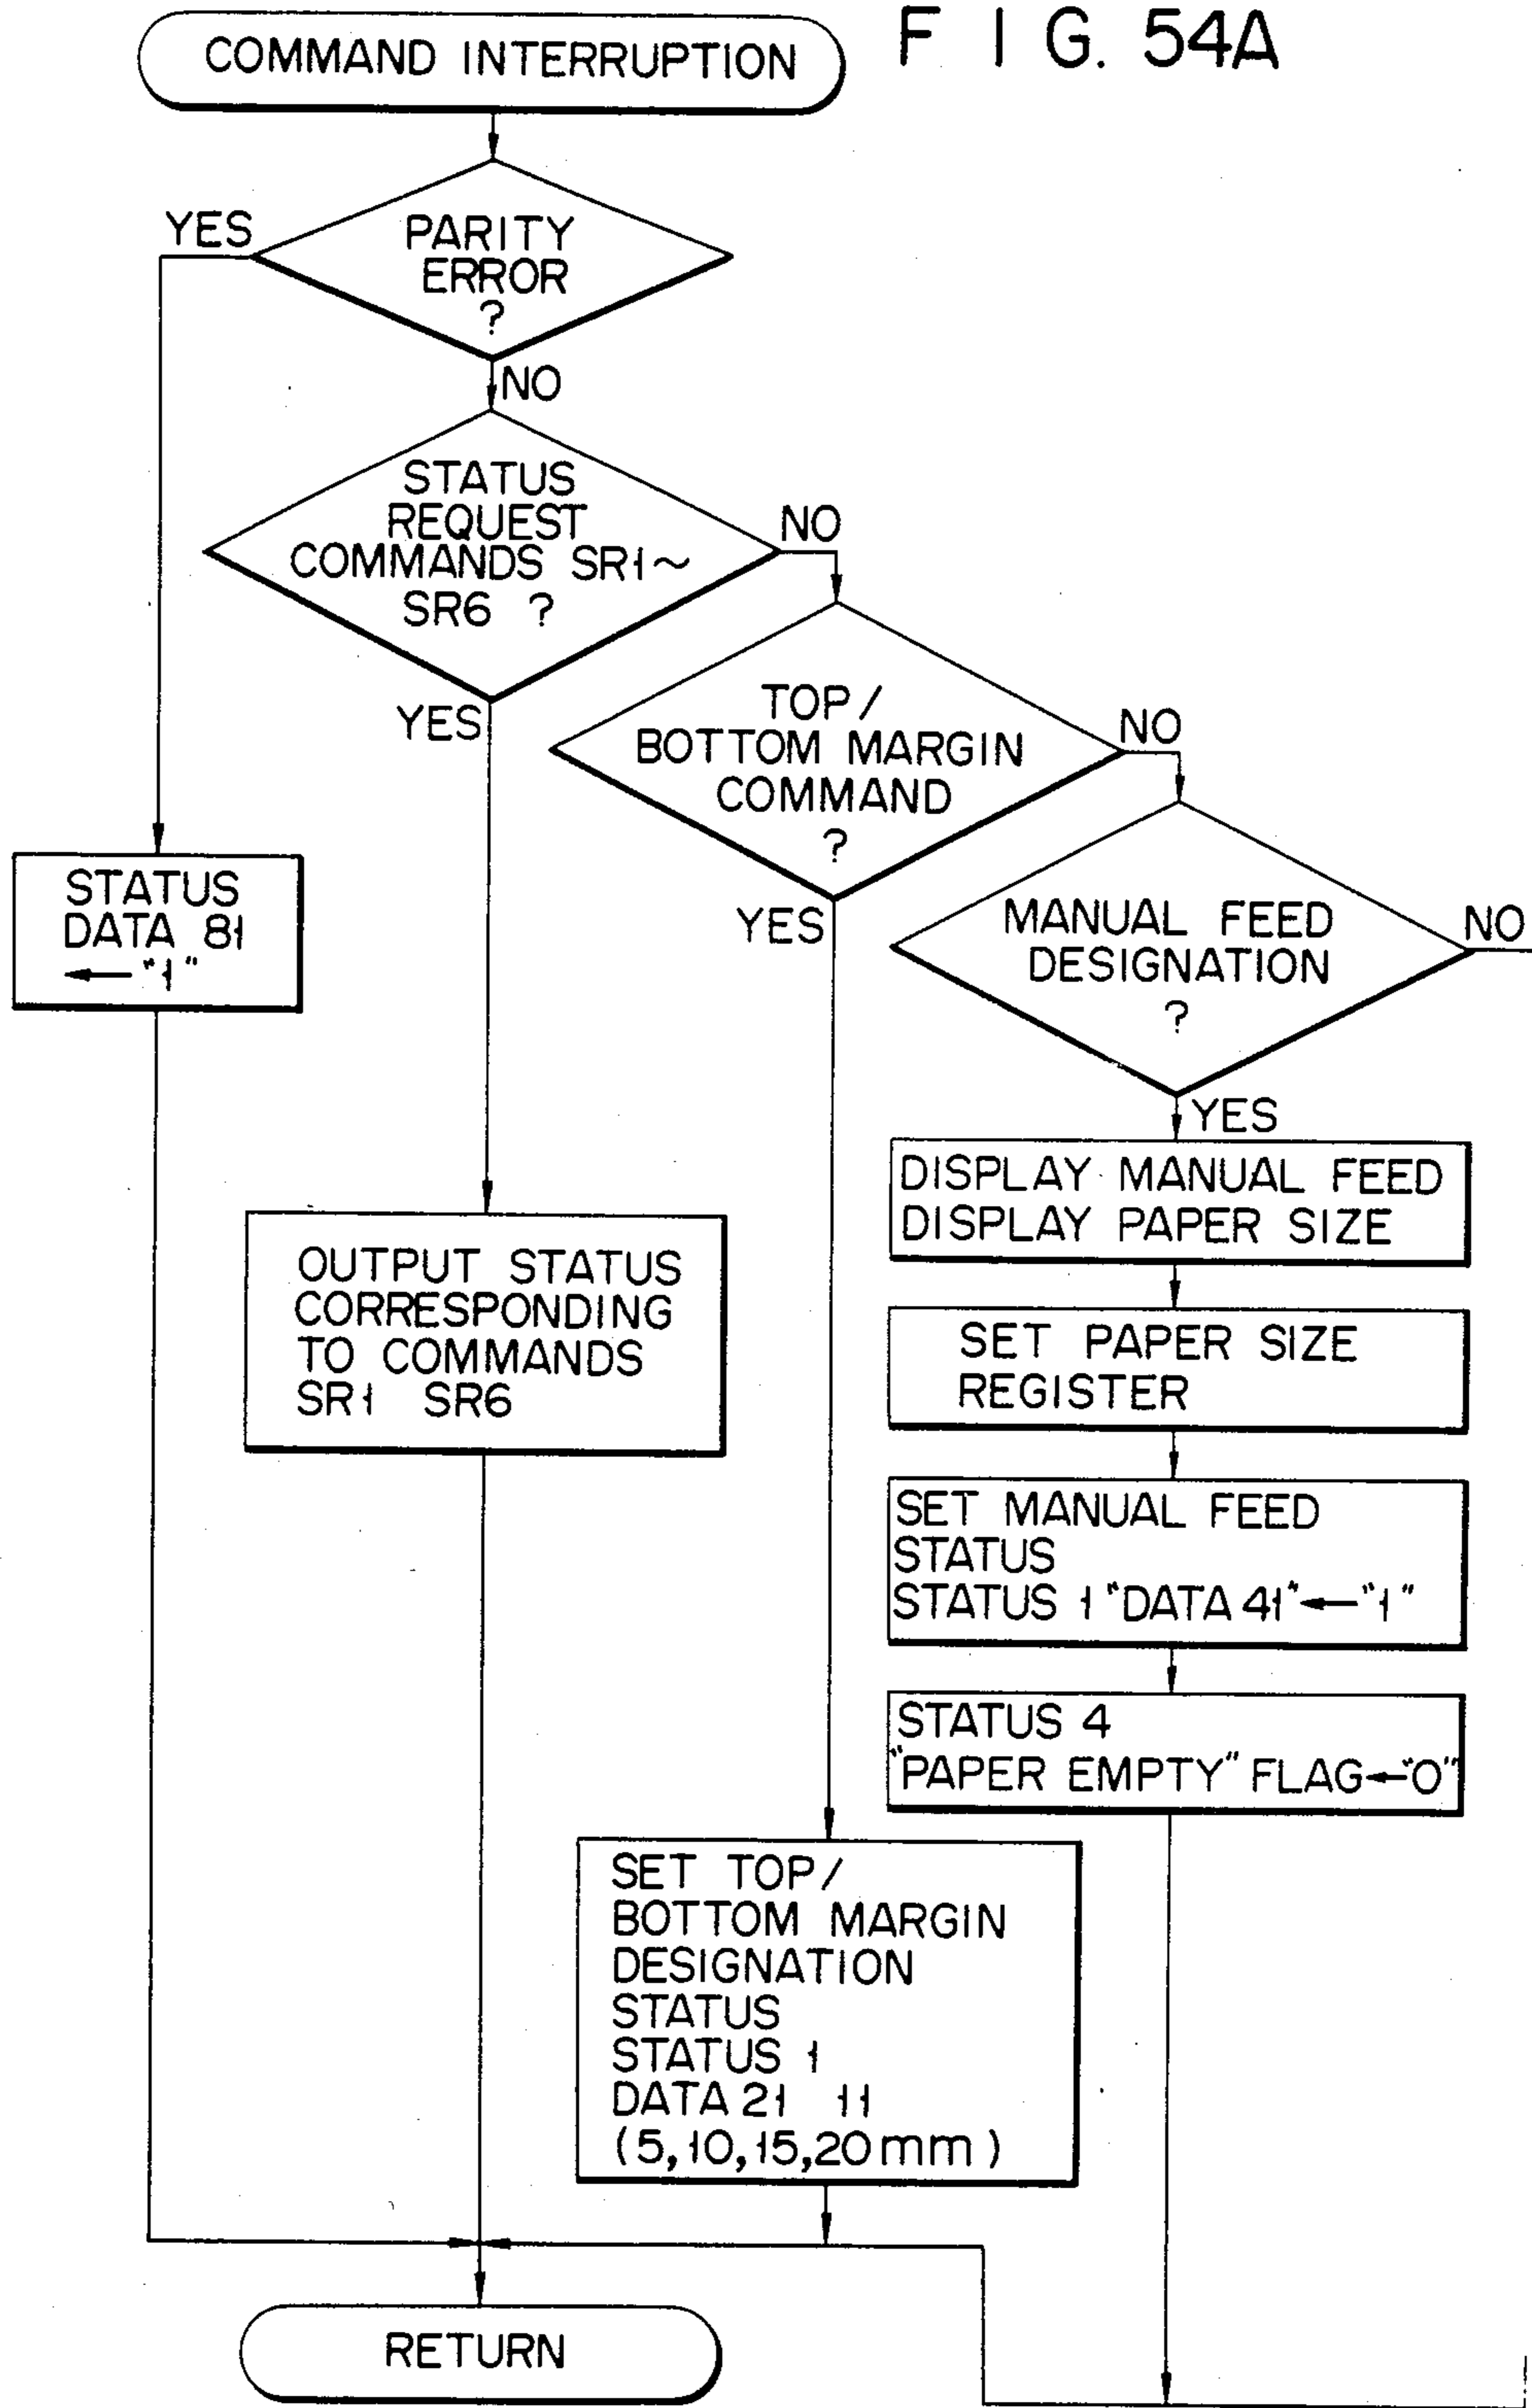 F I G. 54A
COMMAND INTERRUPTION
PARITY
ERROR
?
YES
NO
STATUS
REQUEST
COMMANDS SR1~
SR6 ?
NO
YES
TOP/
BOTTOM MARGIN
COMMAND
?
NO
YES
MANUAL FEED
DESIGNATION
?
NO
YES
STATUS
DATA 81
← "1"
OUTPUT STATUS
CORRESPONDING
TO COMMANDS
SR1 SR6
DISPLAY MANUAL FEED
DISPLAY PAPER SIZE
SET PAPER SIZE
REGISTER
SET MANUAL FEED
STATUS
STATUS 1 "DATA 41" ← "1"
STATUS 4
"PAPER EMPTY" FLAG ← "0"
SET TOP/
BOTTOM MARGIN
DESIGNATION
STATUS
STATUS 1
DATA 21 11
(5,10,15,20mm)
RETURN